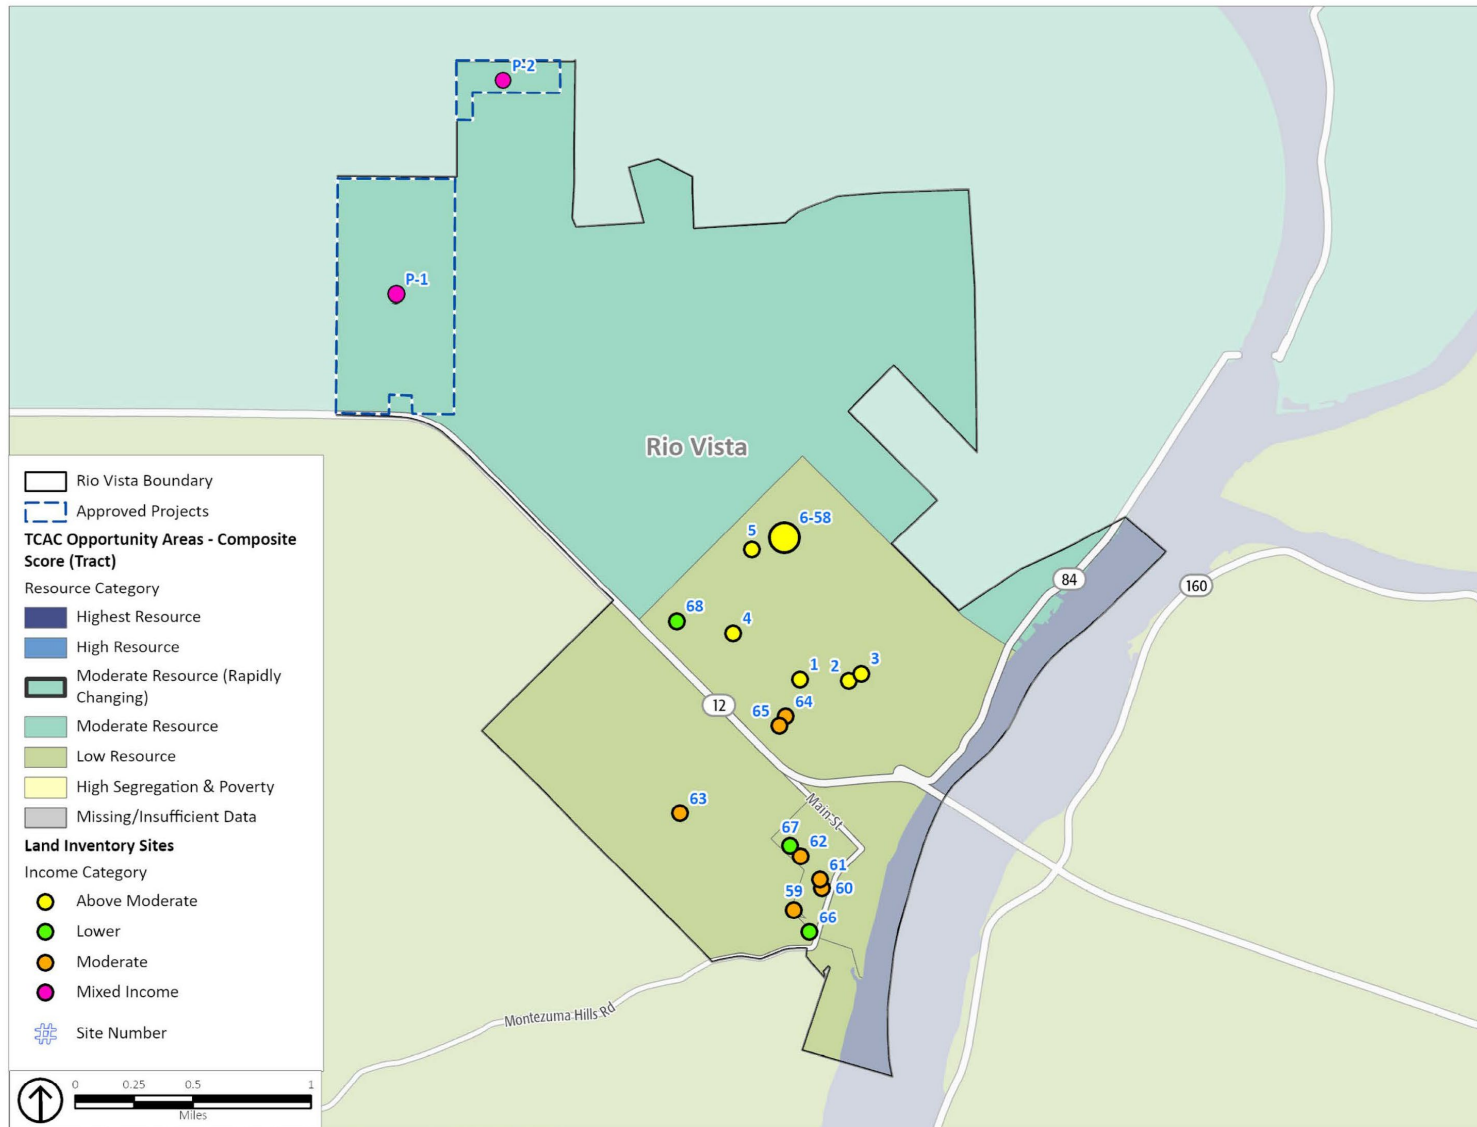 P-2
P-1
Rio Vista
6-58
5
84
160
68
4
3
2
1
64
65
12
63
Main St
67
62
61
60
59
66
Montezuma Hills Rd
Rio Vista Boundary
Approved Projects
TCAC Opportunity Areas - Composite
Score (Tract)
Resource Category
Highest Resource
High Resource
Moderate Resource (Rapidly
Changing)
Moderate Resource
Low Resource
High Segregation & Poverty
Missing/Insufficient Data
Land Inventory Sites
Income Category
Above Moderate
Lower
Moderate
Mixed Income
# Site Number
0 0.25 0.5 1
Miles